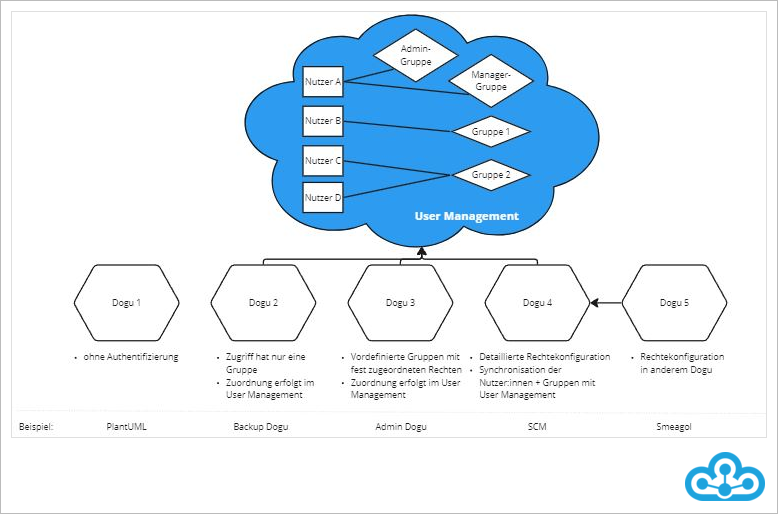 Admin-
Gruppe
Manager-
Gruppe
Nutzer A
Nutzer B
Gruppe 1
Nutzer C
Gruppe 2
Nutzer D
User Management
Dogu 1
Dogu 2
Dogu 3
Dogu 4
Dogu 5
• ohne Authentifizierung
• Zugriff hat nur eine
Gruppe
• Zuordnung erfolgt im
User Management
• Vordefinierte Gruppen mit
fest zugeordneten Rechten
• Zuordnung erfolgt im User
Management
• Detaillierte Rechtekonfiguration
• Synchronisation der
Nutzer:innen + Gruppen mit
User Management
• Rechtekonfiguration
in anderem Dogu
Beispiel:
PlantUML
Backup Dogu
Admin Dogu
SCM
Smeagol